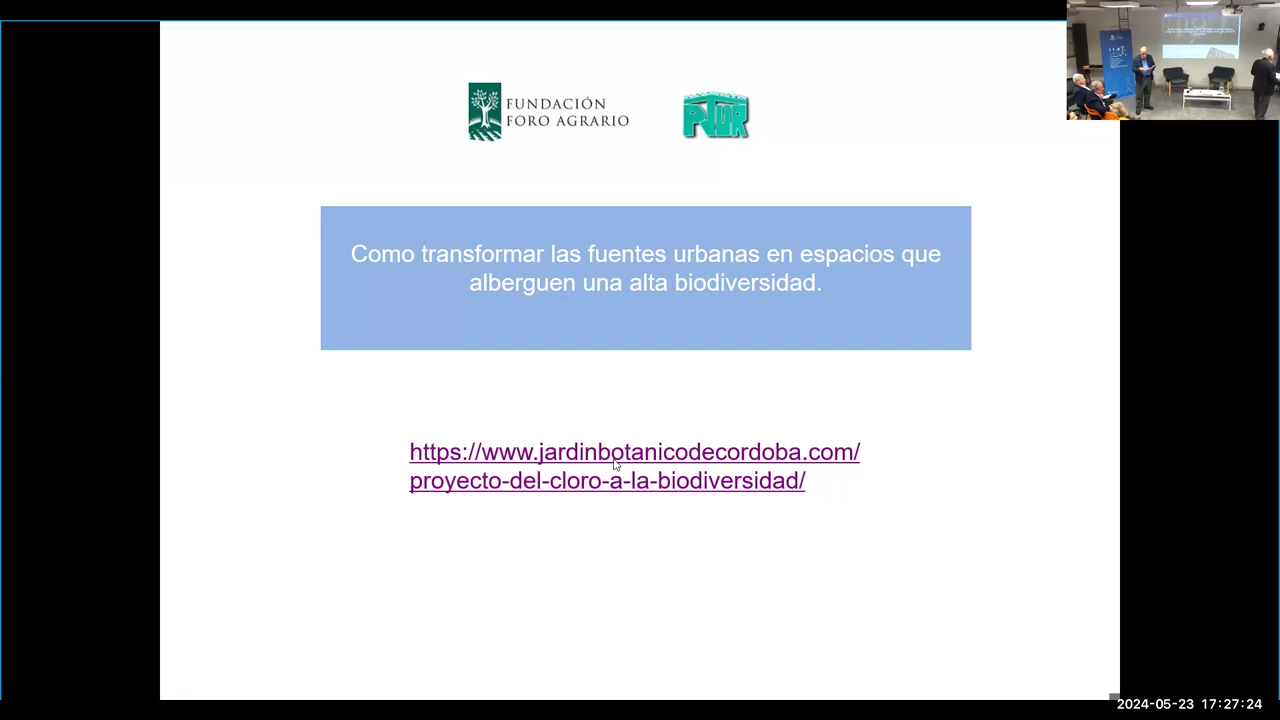 FUNDACIÓN
FORO AGRARIO
PTUR
Como transformar las fuentes urbanas en espacios que
alberguen una alta biodiversidad.
https://www.jardinbotanicodecordoba.com/
proyecto-del-cloro-a-la-biodiversidad/
2024-05-23 17:27:24